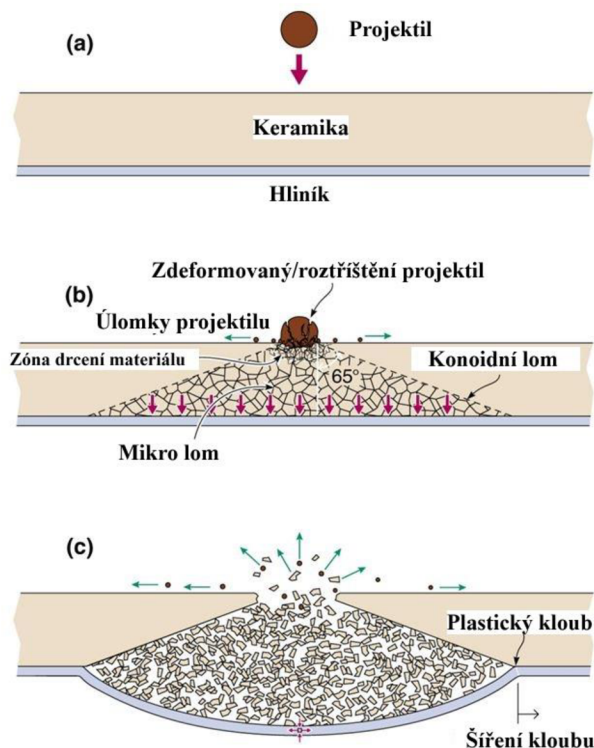 (a)
Projektil
Keramika
Hliník
Zdeformovaný/roztříštění projektil
(b)
Úlomky projektilu
Zóna drcení materiálu
Konoidní lom
65°
Mikro lom
(c)
Plastický kloub
Šíření kloubu